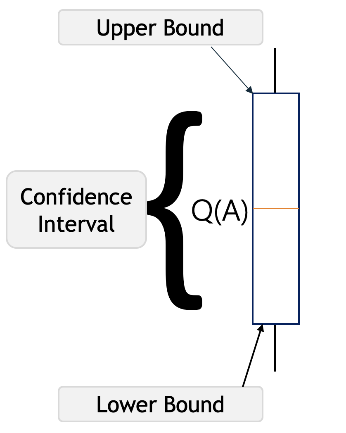 Upper Bound
Confidence
Interval
Q(A)
Lower Bound